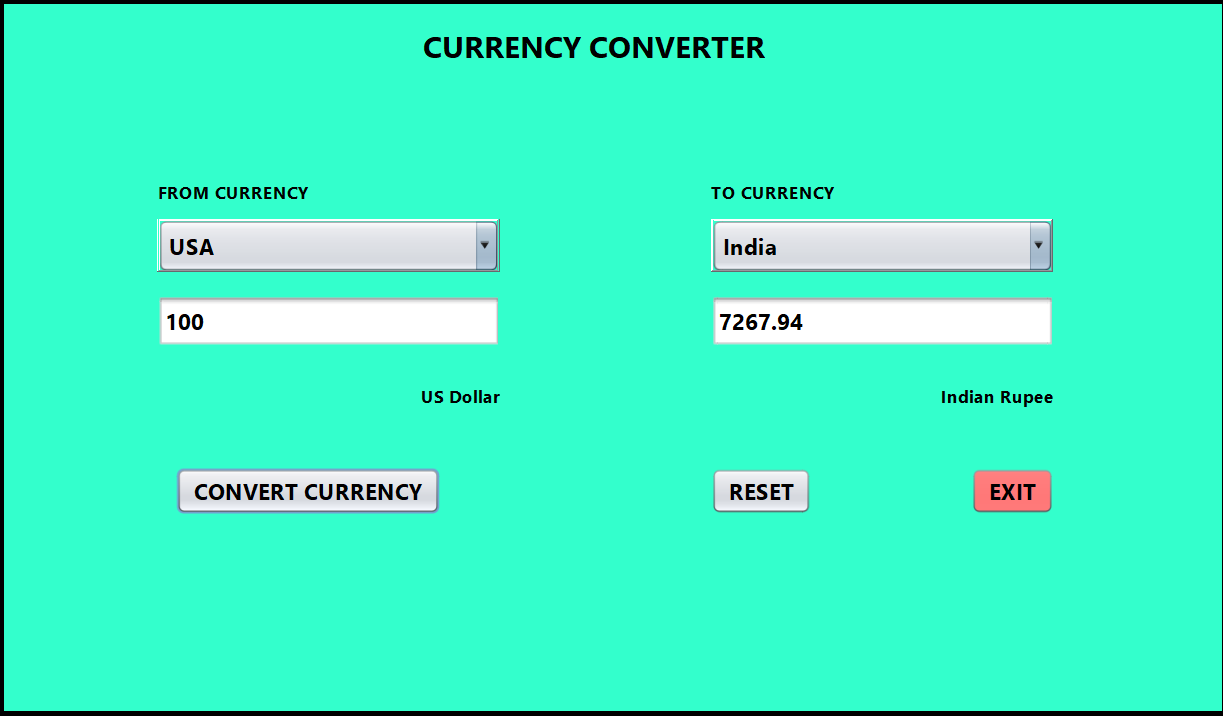 CURRENCY CONVERTER
FROM CURRENCY
TO CURRENCY
USA
India
100
7267.94
US Dollar
Indian Rupee
CONVERT CURRENCY
RESET
EXIT